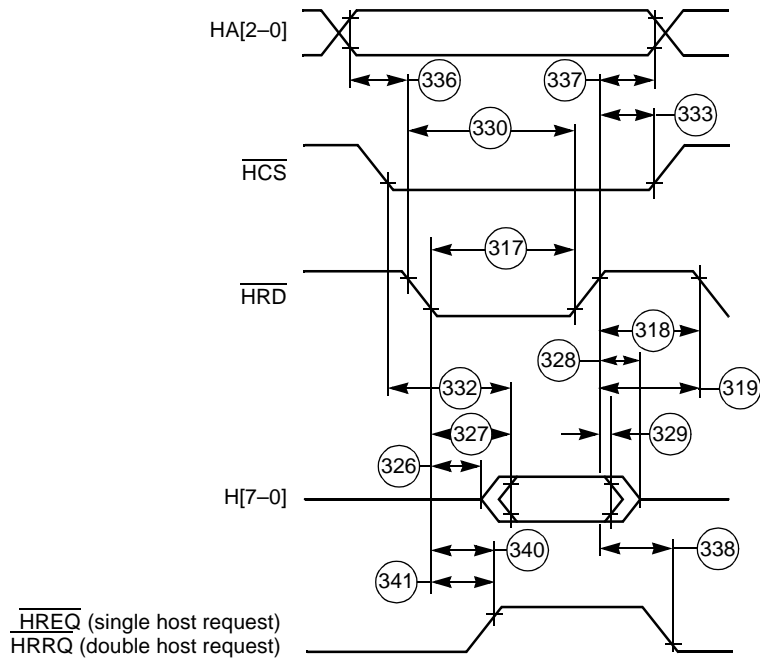 HA[2–0]
336
337
330
333
HCS
317
HRD
318
328
332
319
327
329
326
H[7–0]
340
338
341
HREQ (single host request)
HRRQ (double host request)